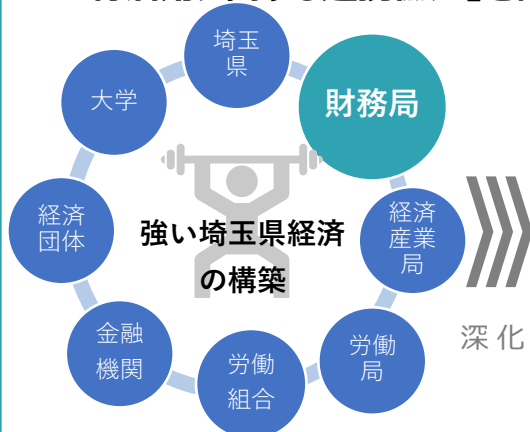 埼玉
県
財務局
経済
産業
局
労働
局
労働
組合
金融
機関
経済
団体
大学
強い埼玉県経済
の構築
深化